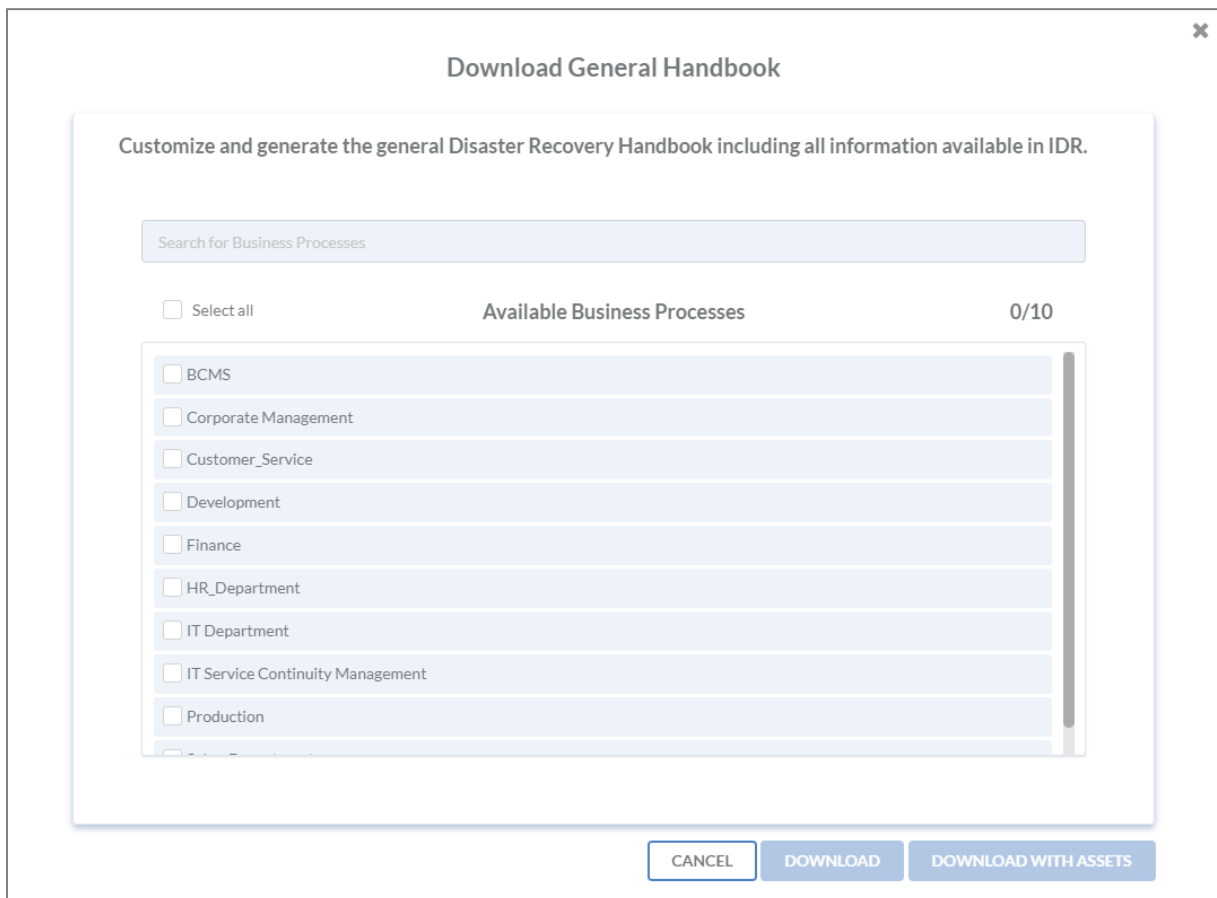 Download General Handbook
Customize and generate the general Disaster Recovery Handbook including all information available in IDR.
Search for Business Processes
Select all Available Business Processes 0/10
BCMS
Corporate Management
Customer_Service
Development
Finance
HR_Department
IT Department
IT Service Continuity Management
Production
CANCEL DOWNLOAD DOWNLOAD WITH ASSETS